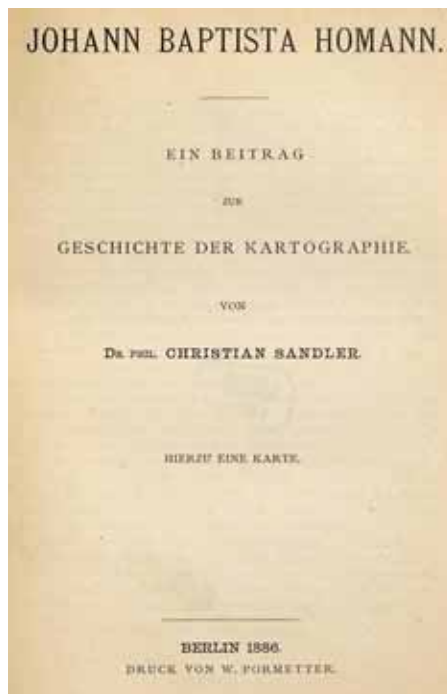 JOHANN BAPTISTA HOMANN.
EIN BEITRAG
ZUR
GESCHICHTE DER KARTOGRAPHIE.
VON
DR. PHIL. CHRISTIAN SANDLER.
HIERZU EINE KARTE.
BERLIN 1886.
DRUCK VON W. PORMETTER.